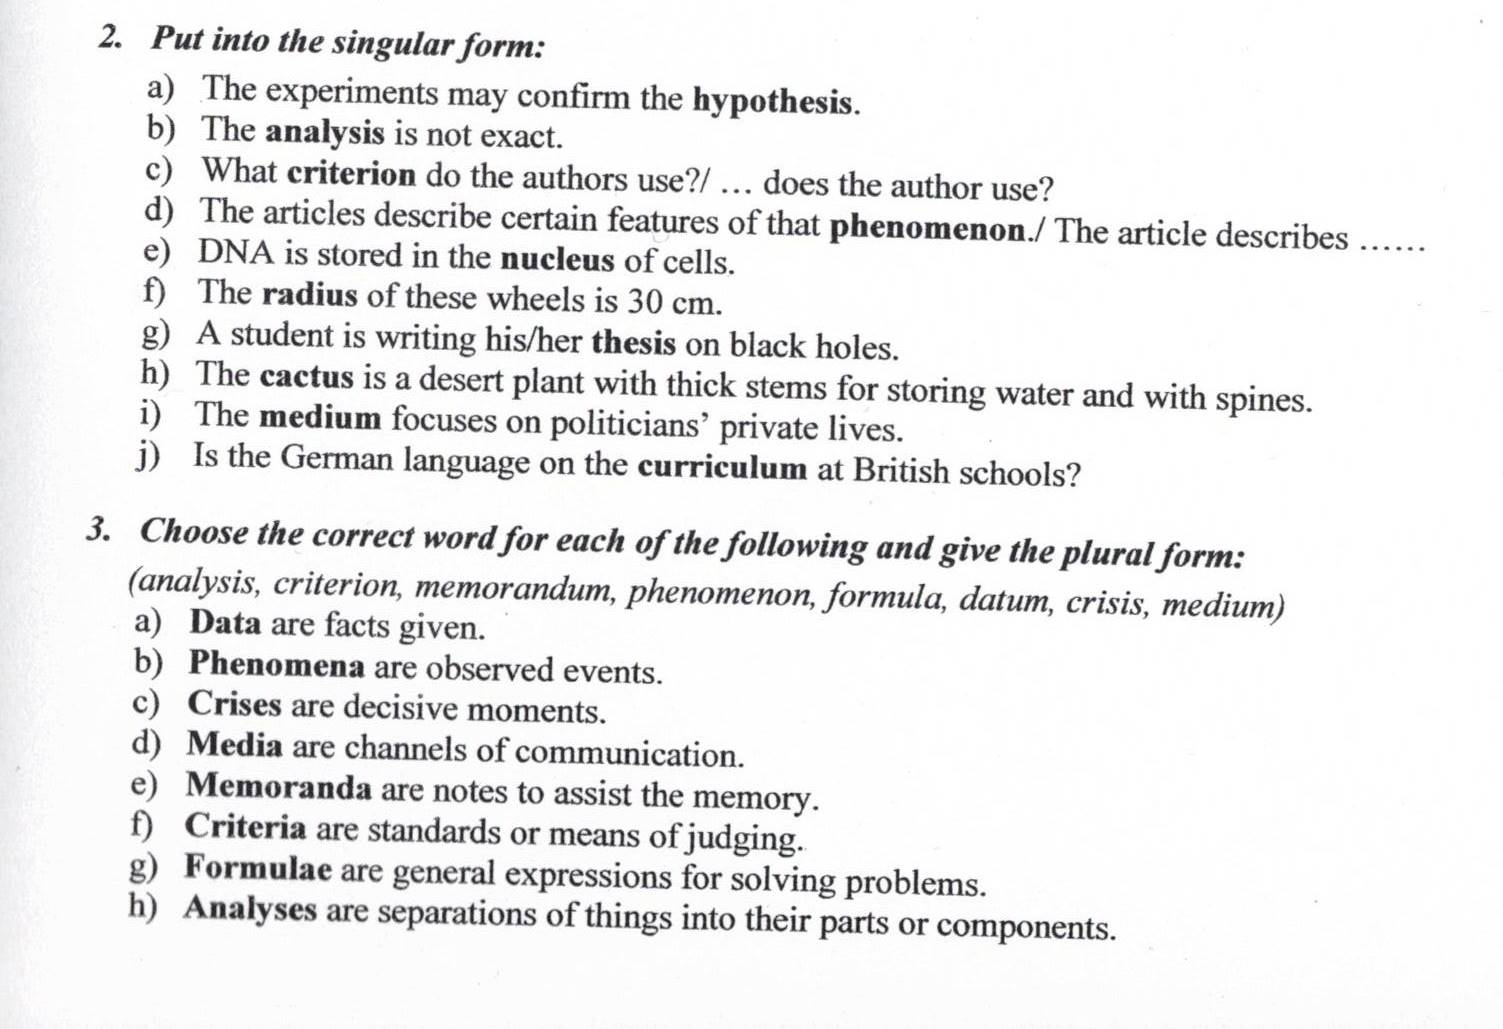 2. Put into the singular form:
a) The experiments may confirm the hypothesis.
b) The analysis is not exact.
c) What criterion do the authors use?/ … does the author use?
d) The articles describe certain features of that phenomenon./ The article describes ……
e) DNA is stored in the nucleus of cells.
f) The radius of these wheels is 30 cm.
g) A student is writing his/her thesis on black holes.
h) The cactus is a desert plant with thick stems for storing water and with spines.
i) The medium focuses on politicians’ private lives.
j) Is the German language on the curriculum at British schools?
3. Choose the correct word for each of the following and give the plural form:
(analysis, criterion, memorandum, phenomenon, formula, datum, crisis, medium)
a) Data are facts given.
b) Phenomena are observed events.
c) Crises are decisive moments.
d) Media are channels of communication.
e) Memoranda are notes to assist the memory.
f) Criteria are standards or means of judging.
g) Formulae are general expressions for solving problems.
h) Analyses are separations of things into their parts or components.